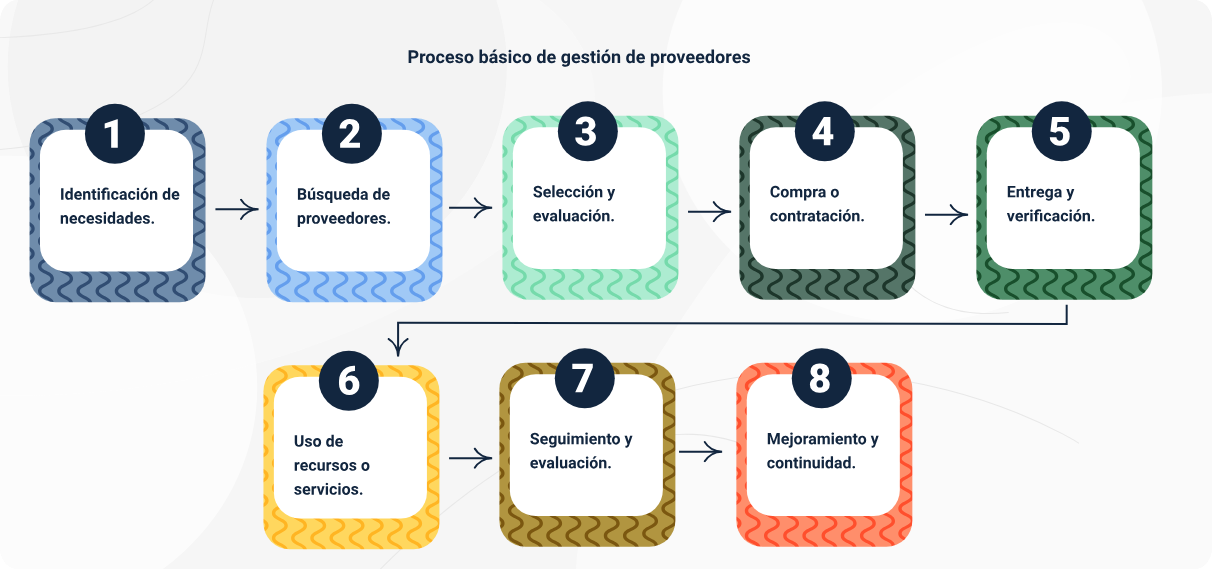 Proceso básico de gestión de proveedores
1
Identificación de
necesidades.
2
Búsqueda de
proveedores.
3
Selección y
evaluación.
4
Compra o
contratación.
5
Entrega y
verificación.
6
Uso de
recursos o
servicios.
7
Seguimiento y
evaluación.
8
Mejoramiento y
continuidad.